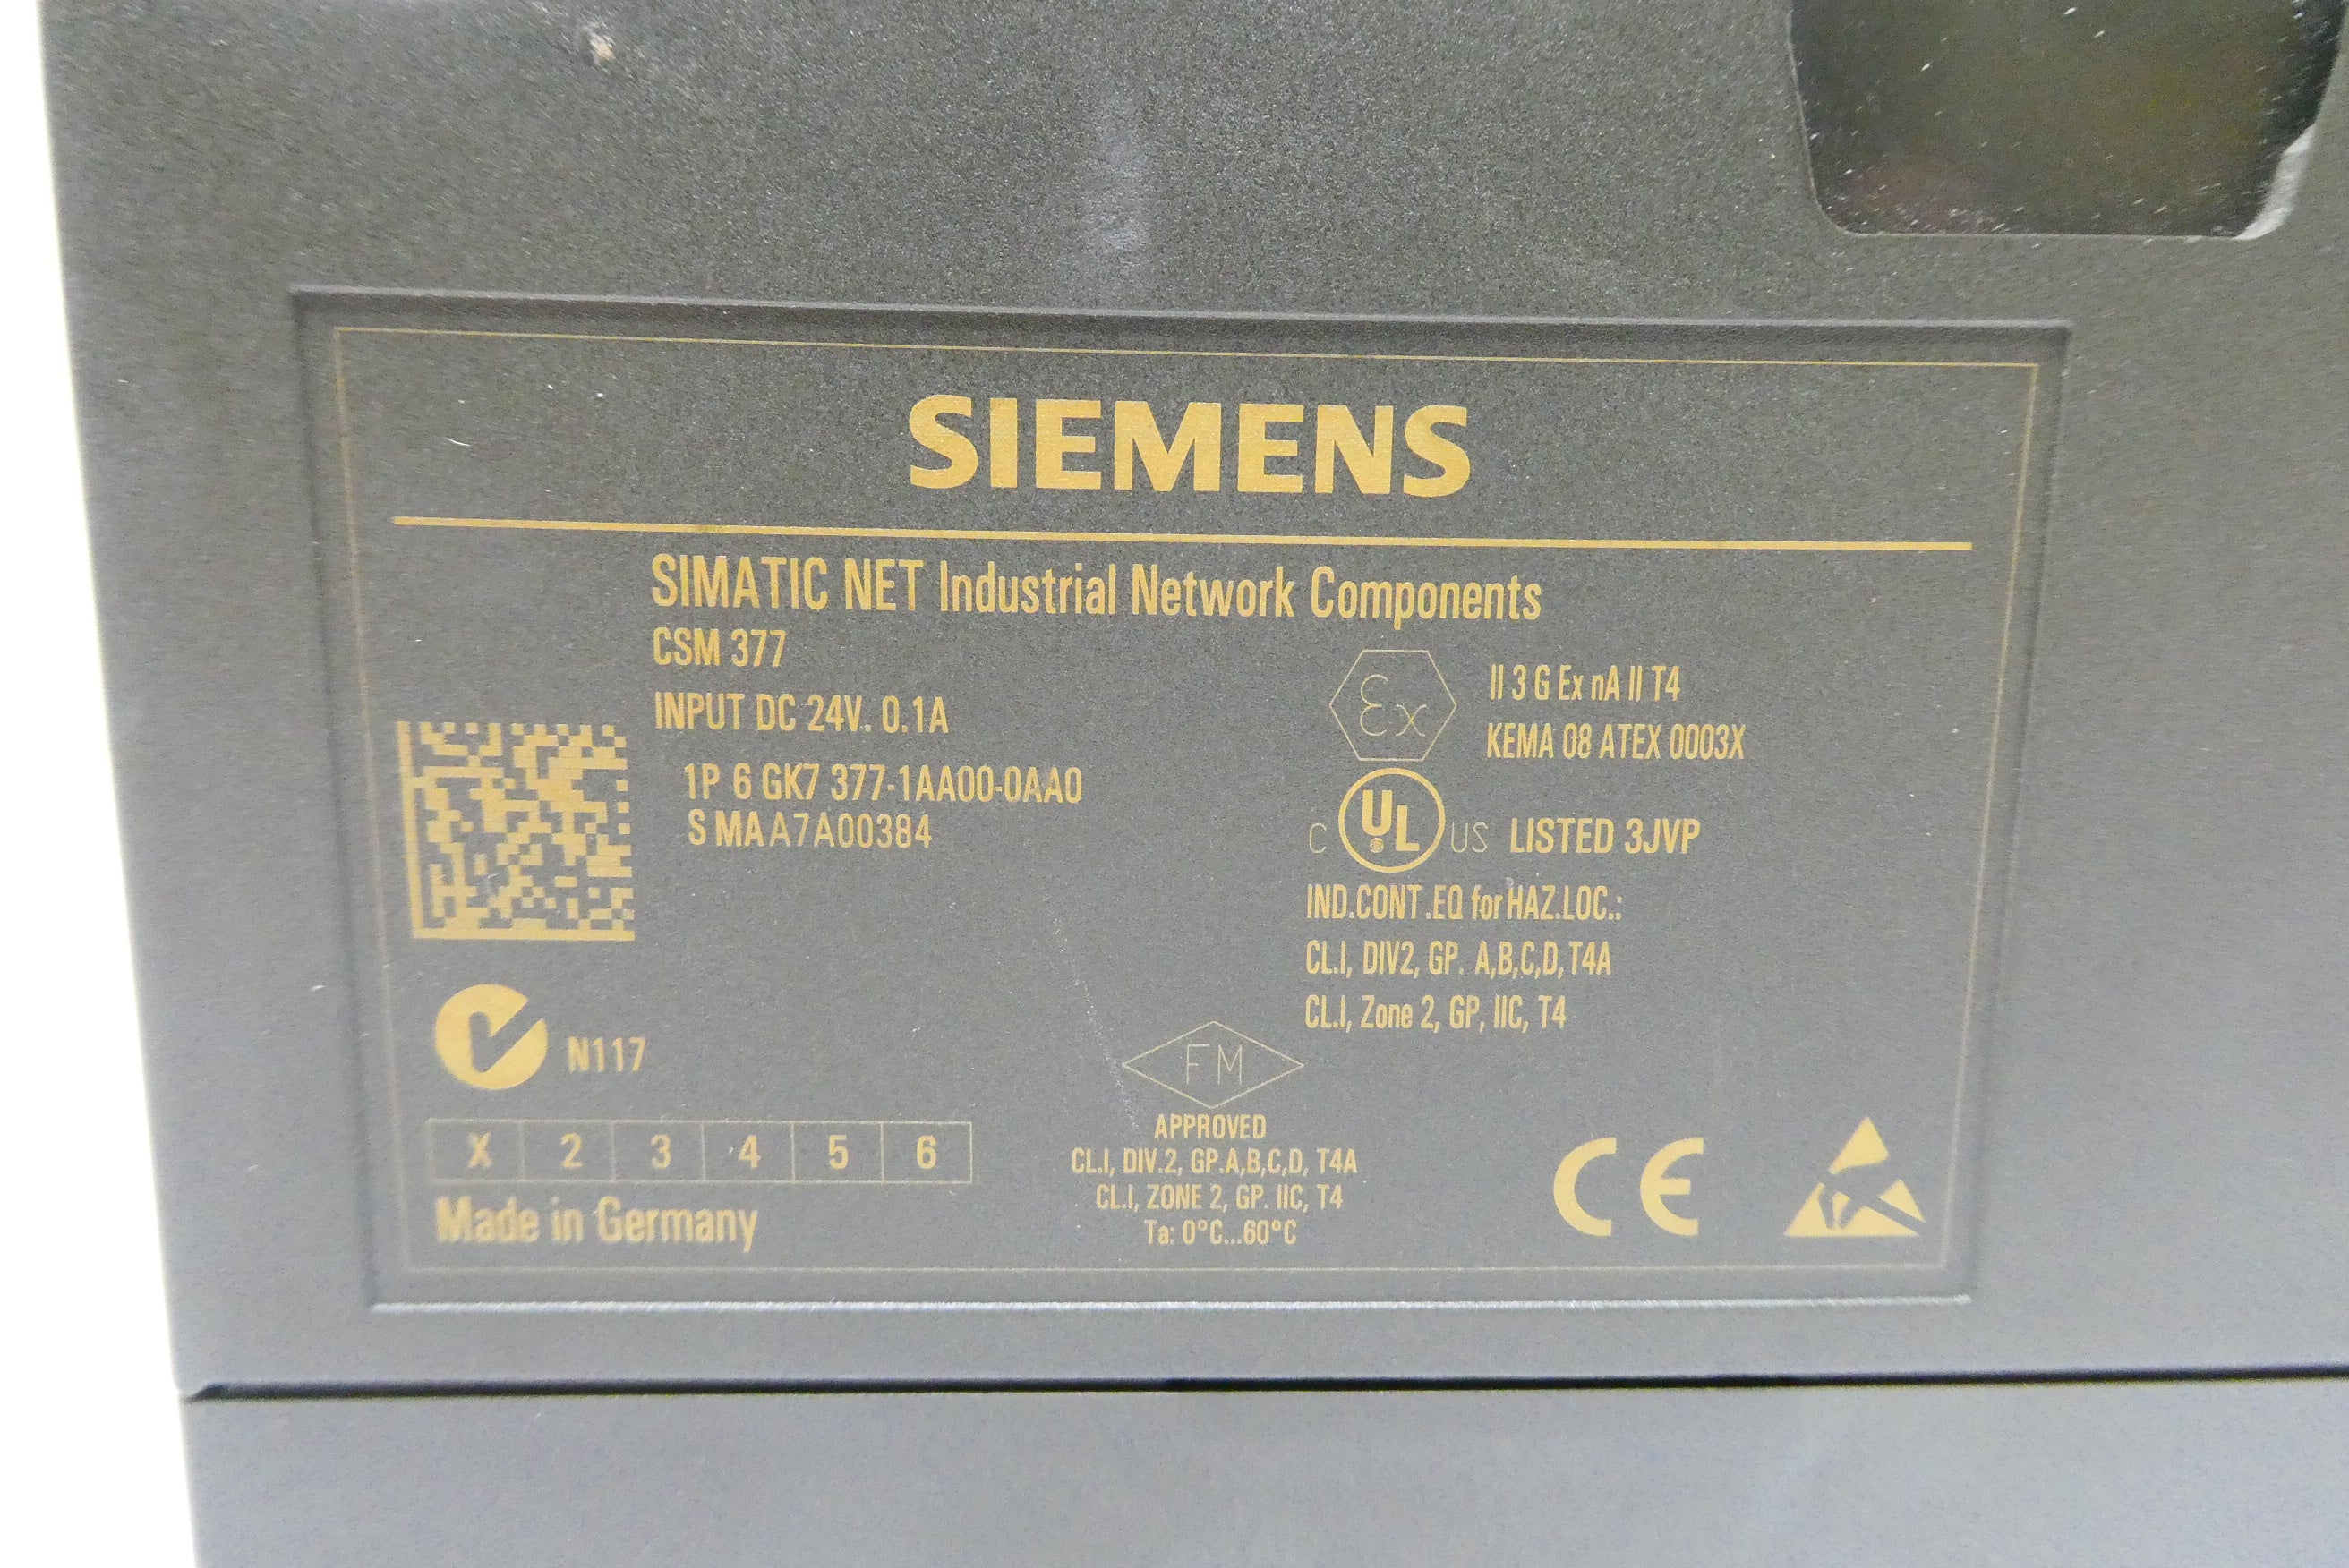 SIEMENS
SIMATIC NET Industrial Network Components
CSM 377
INPUT DC 24V. 0.1A
1P 6 GK7 377-1AA00-0AA0
S MAA7A00384
Ex
II 3 G Ex nA II T4
KEMA 08 ATEX 0003X
C UL US LISTED 3JVP
IND.CONT.EQ for HAZ.LOC.:
CL.I, DIV2, GP. A,B,C,D, T4A
CL.I, Zone 2, GP, IIC, T4
N117
X 2 3 4 5 6
Made in Germany
FM
APPROVED
CL.I, DIV.2, GP.A,B,C,D, T4A
CL.I, ZONE 2, GP. IIC, T4
Ta: 0°C...60°C
CE